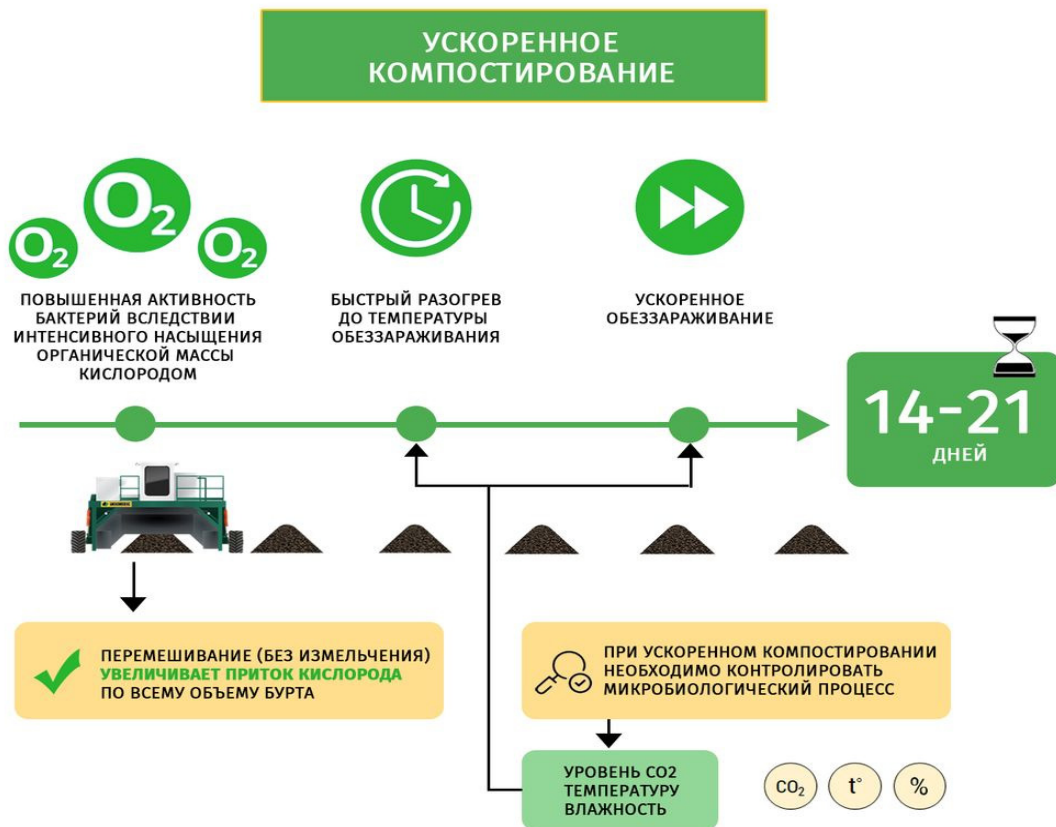 УСКОРЕННОЕ
КОМПОСТИРОВАНИЕ
O2
O2
O2
ПОВЫШЕННАЯ АКТИВНОСТЬ
БАКТЕРИЙ ВСЛЕДСТВИИ
ИНТЕНСИВНОГО НАСЫЩЕНИЯ
ОРГАНИЧЕСКОЙ МАССЫ
КИСЛОРОДОМ
БЫСТРЫЙ РАЗОГРЕВ
ДО ТЕМПЕРАТУРЫ
ОБЕЗЗАРАЖИВАНИЯ
УСКОРЕННОЕ
ОБЕЗЗАРАЖИВАНИЕ
14-21
ДНЕЙ
ПЕРЕМЕШИВАНИЕ (БЕЗ ИЗМЕЛЬЧЕНИЯ)
УВЕЛИЧИВАЕТ ПРИТОК КИСЛОРОДА
ПО ВСЕМУ ОБЪЕМУ БУРТА
ПРИ УСКОРЕННОМ КОМПОСТИРОВАНИИ
НЕОБХОДИМО КОНТРОЛИРОВАТЬ
МИКРОБИОЛОГИЧЕСКИЙ ПРОЦЕСС
УРОВЕНЬ СО2
ТЕМПЕРАТУРУ
ВЛАЖНОСТЬ
CO₂
t°
%